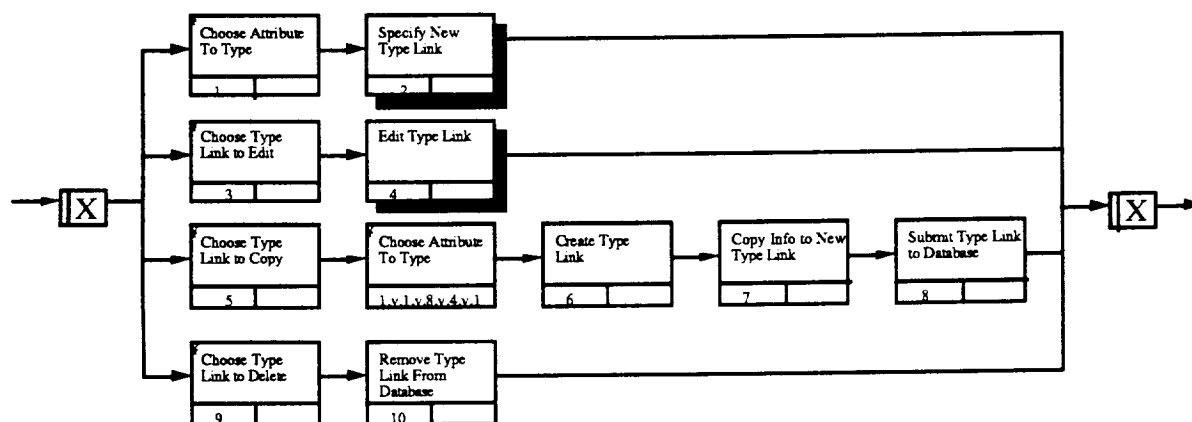 Choose Attribute
To Type
1
Specify New
Type Link
2
Choose Type
Link to Edit
3
Edit Type Link
4
X
X
Choose Type
Link to Copy
5
Choose Attribute
To Type
1.v.1.v.8.v.4.v.1
Create Type
Link
6
Copy Info to New
Type Link
7
Submit Type Link
to Database
8
Choose Type
Link to Delete
9
Remove Type
Link From
Database
10